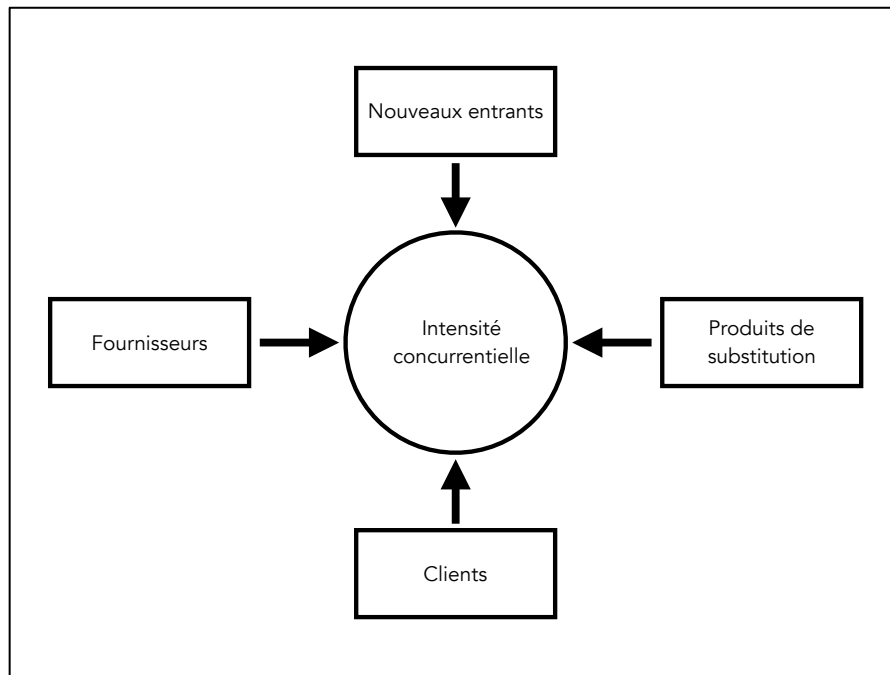 Nouveaux entrants
Fournisseurs
Intensité
concurrentielle
Produits de
substitution
Clients